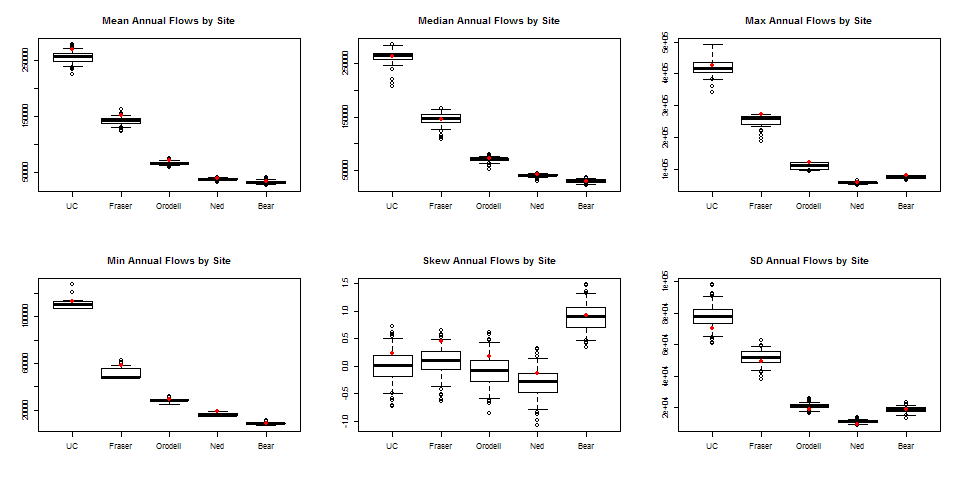 Mean Annual Flows by Site
Median Annual Flows by Site
Max Annual Flows by Site
250000
150000
50000
UC Fraser Orodell Ned Bear
250000
150000
50000
UC Fraser Orodell Ned Bear
5e+05
4e+05
3e+05
2e+05
1e+05
UC Fraser Orodell Ned Bear
Min Annual Flows by Site
Skew Annual Flows by Site
SD Annual Flows by Site
100000
60000
20000
UC Fraser Orodell Ned Bear
1.5
1.0
0.5
0.0
-0.5
-1.0
UC Fraser Orodell Ned Bear
1e+05
8e+04
6e+04
4e+04
2e+04
UC Fraser Orodell Ned Bear